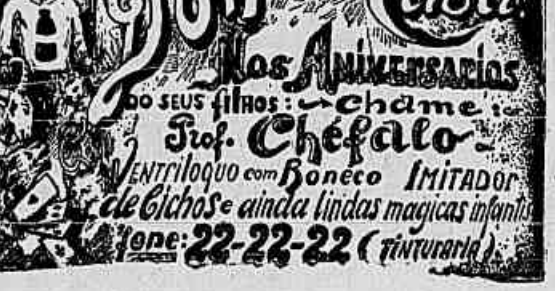 Nos ANIVERSARIOS
DO SEUS filHOS: chame:
Prof. Chéfalo
VENTRILOQUO com Boneco IMITADOR
de Bichos e ainda lindas magicas infantis
fone: 22-22-22 (TINTURARIA).